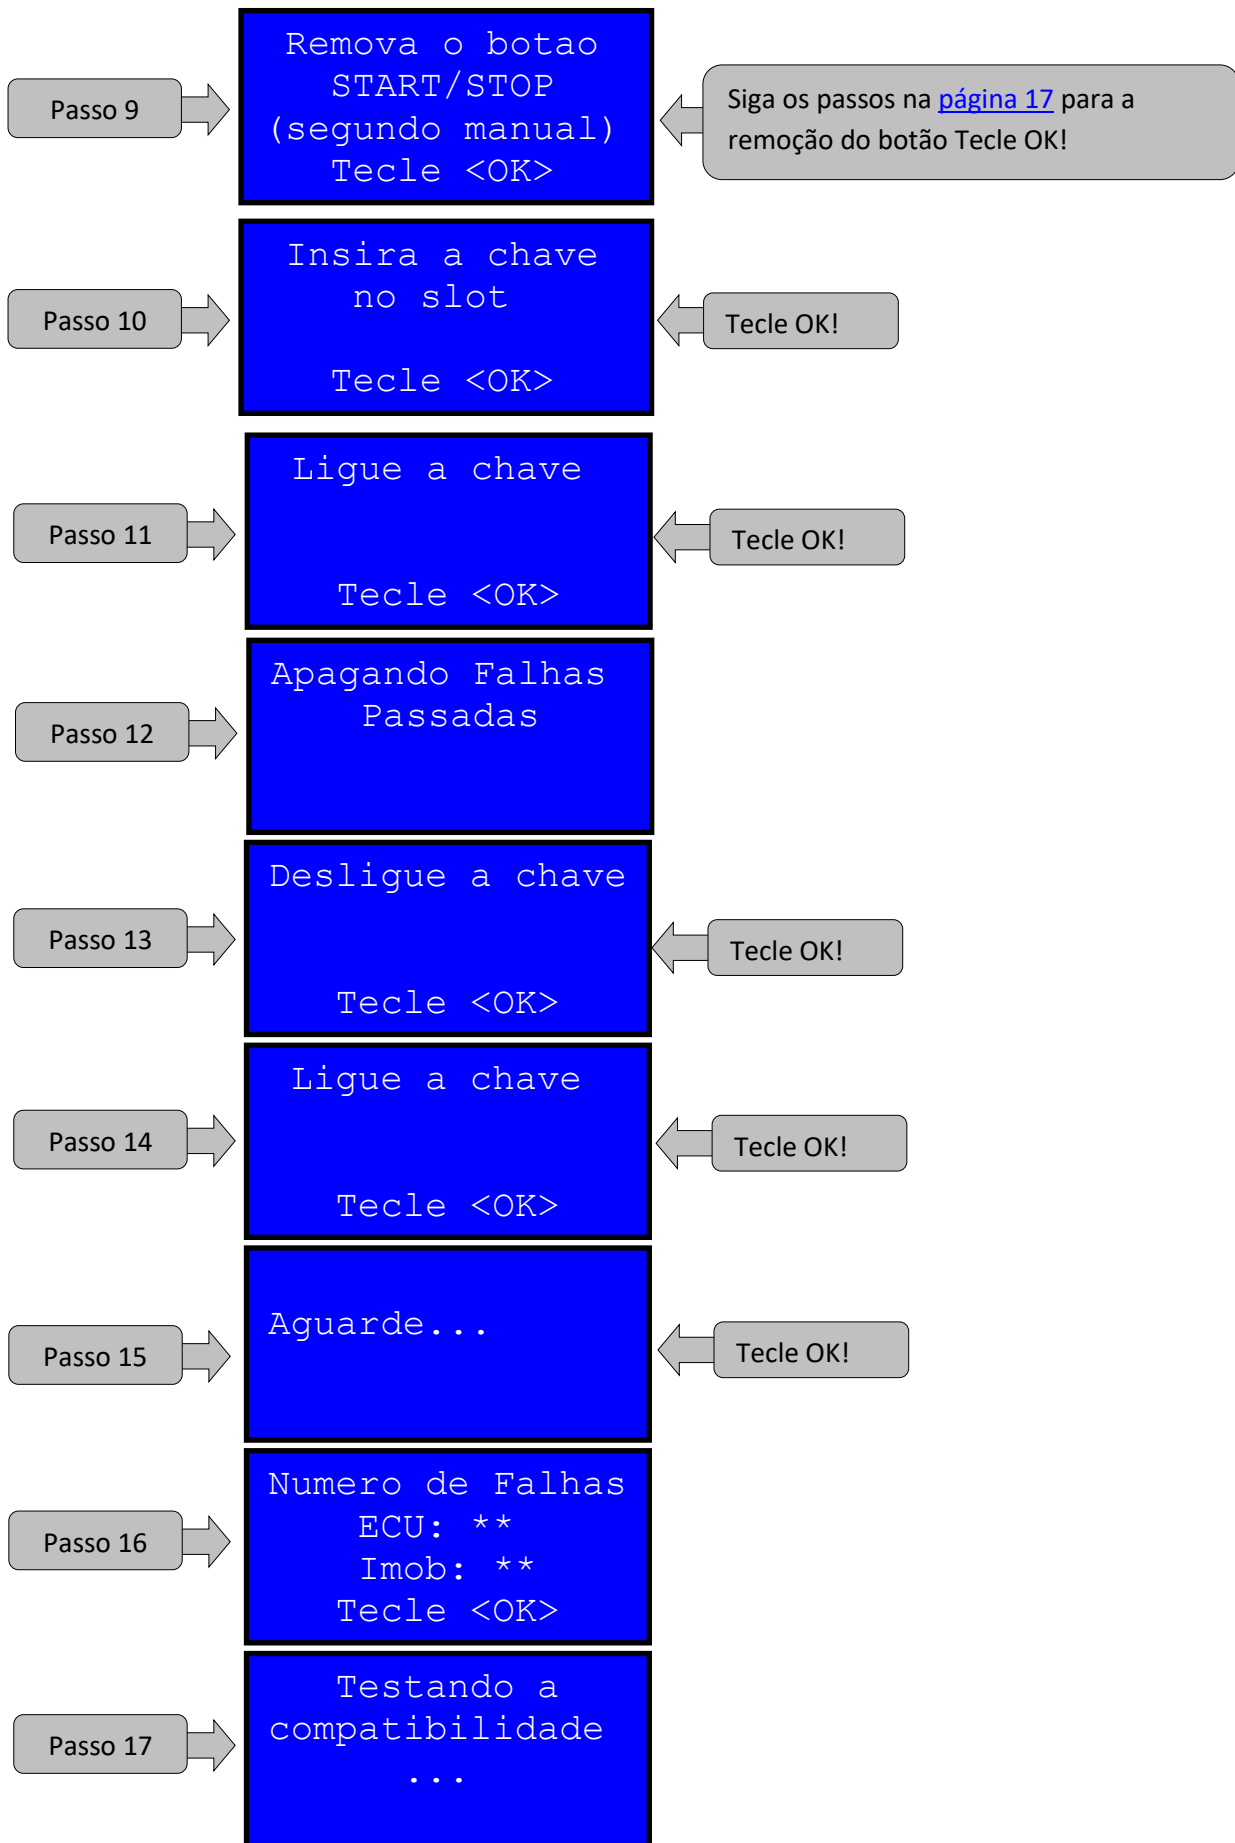 Passo 9
Remova o botao
START/STOP
(segundo manual)
Tecle <OK>
Siga os passos na página 17 para a
remoção do botão Tecle OK!
Passo 10
Insira a chave
no slot
Tecle <OK>
Tecle OK!
Passo 11
Ligue a chave
Tecle <OK>
Tecle OK!
Passo 12
Apagando Falhas
Passadas
Passo 13
Desligue a chave
Tecle <OK>
Tecle OK!
Passo 14
Ligue a chave
Tecle <OK>
Tecle OK!
Passo 15
Aguarde...
Tecle OK!
Passo 16
Numero de Falhas
ECU: **
Imob: **
Tecle <OK>
Passo 17
Testando a
compatibilidade
...